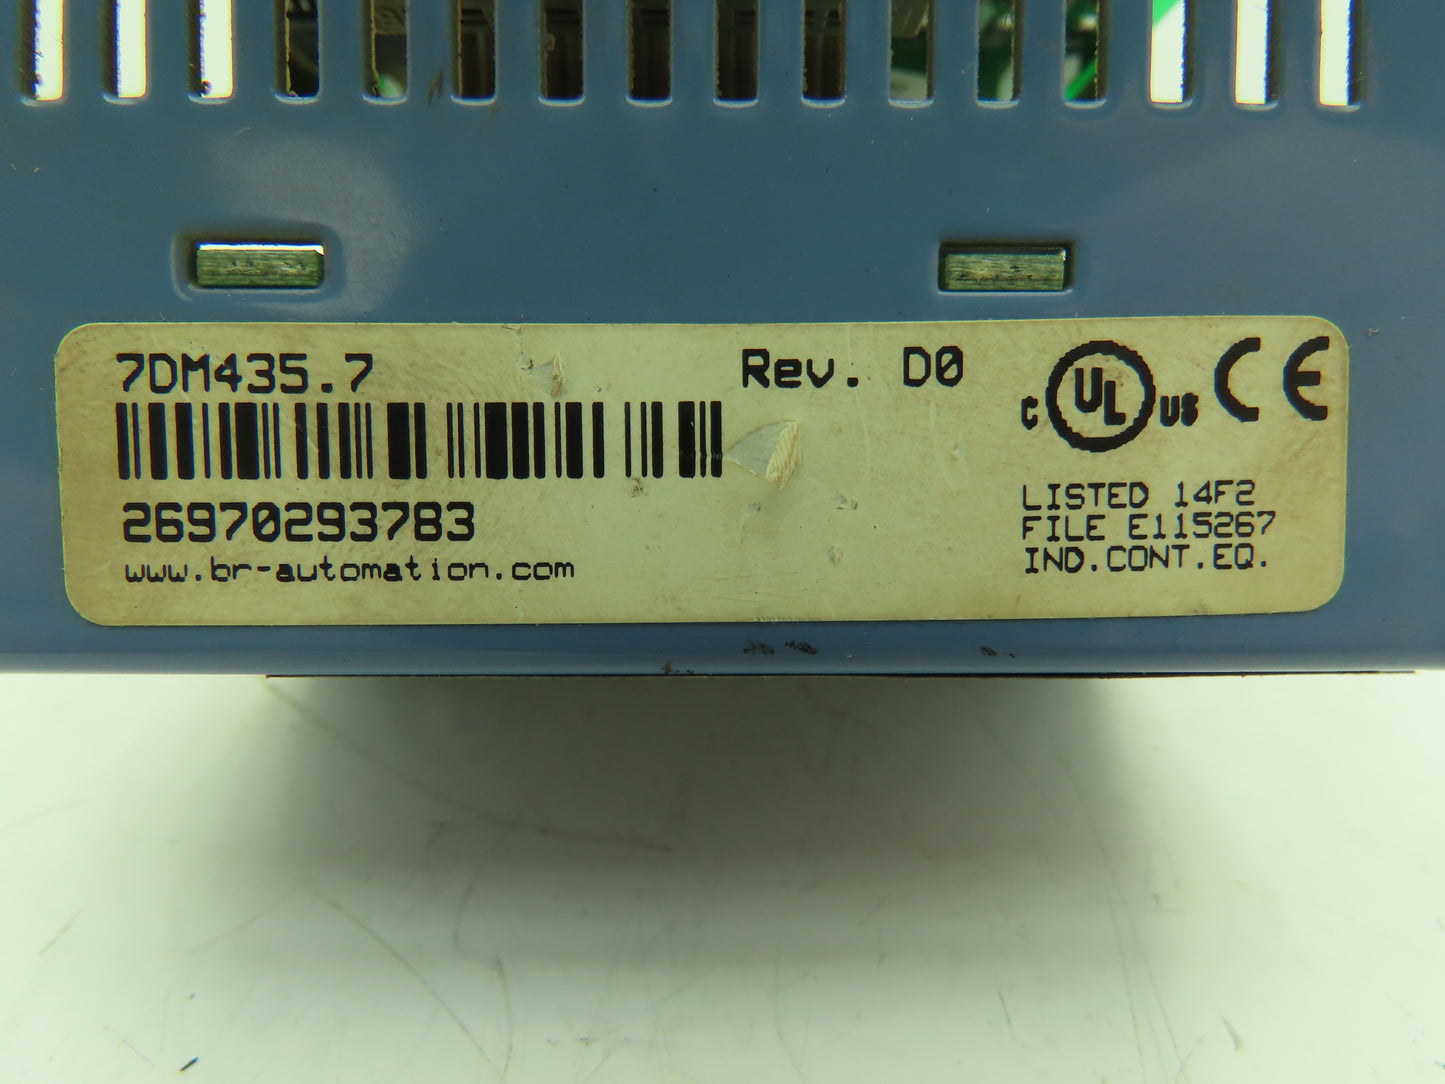 7DM435.7 Rev. D0
26970293783
www.br-automation.com
C UL US CE
LISTED 14F2
FILE E115267
IND.CONT.EQ.